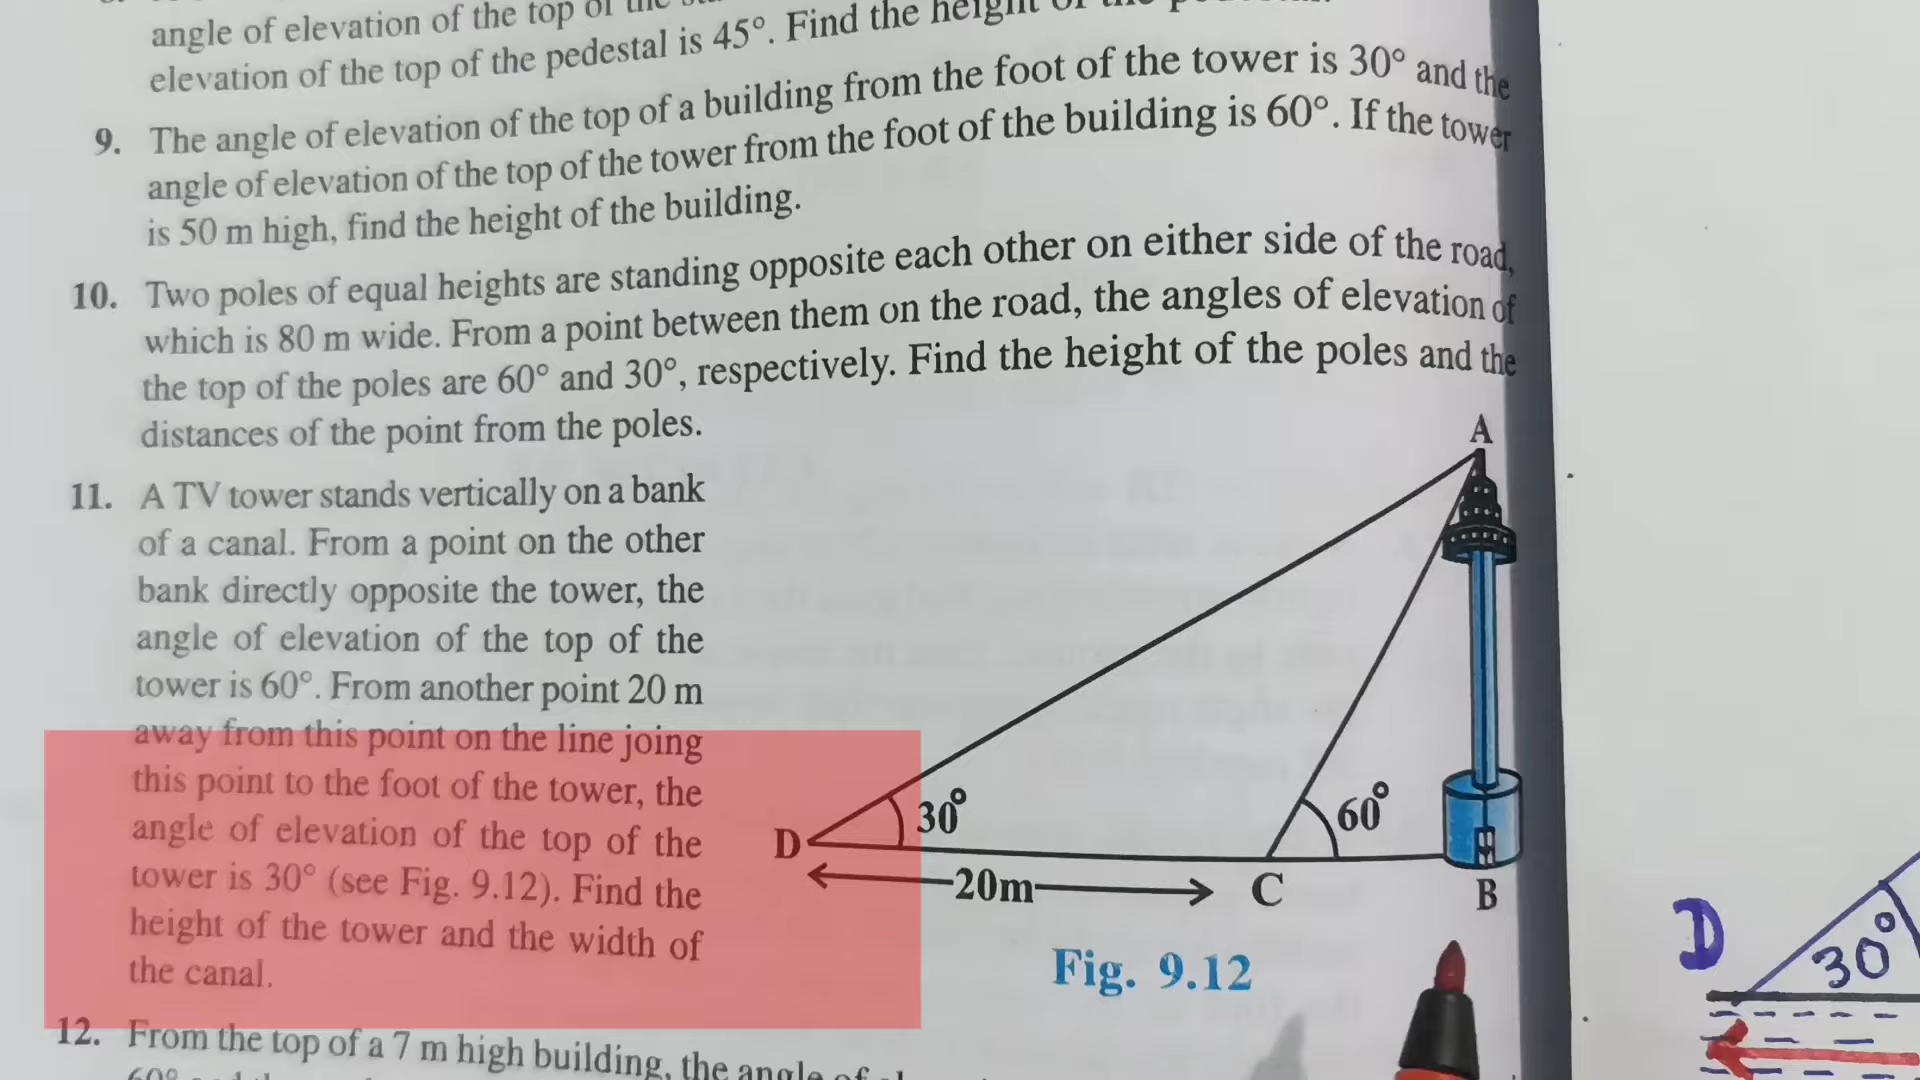 angle of elevation of the top of the
elevation of the top of the pedestal is 45°. Find the height of the pedestal.
9. The angle of elevation of the top of a building from the foot of the tower is 30° and the
angle of elevation of the top of the tower from the foot of the building is 60°. If the tower
is 50 m high, find the height of the building.
10. Two poles of equal heights are standing opposite each other on either side of the road,
which is 80 m wide. From a point between them on the road, the angles of elevation of
the top of the poles are 60° and 30°, respectively. Find the height of the poles and the
distances of the point from the poles.
11. A TV tower stands vertically on a bank
of a canal. From a point on the other
bank directly opposite the tower, the
angle of elevation of the top of the
tower is 60°. From another point 20 m
away from this point on the line joing
this point to the foot of the tower, the
angle of elevation of the top of the
tower is 30° (see Fig. 9.12). Find the
height of the tower and the width of
the canal.
A
30°
60°
D
20m
C
B
Fig. 9.12
D
30°
12. From the top of a 7 m high building, the angle of